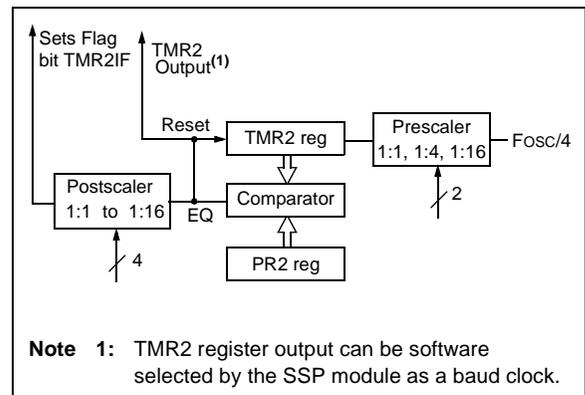 Sets Flag
bit TMR2IF
TMR2
Output(1)
Reset
TMR2 reg
Prescaler
1:1, 1:4, 1:16
FOSC/4
Postscaler
1:1 to 1:16
EQ
Comparator
2
4
PR2 reg
Note 1: TMR2 register output can be software
selected by the SSP module as a baud clock.